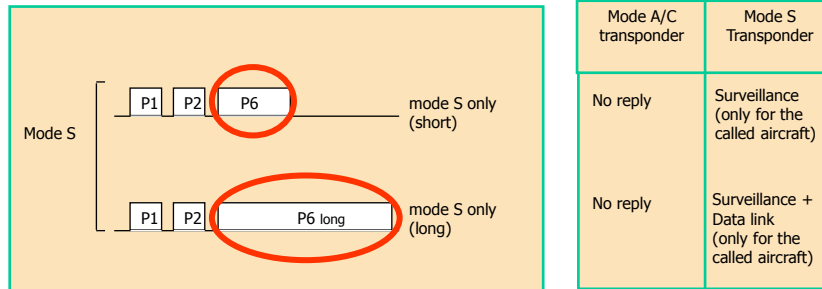 Mode S
P1 P2 P6
mode S only
(short)
P1 P2 P6 long
mode S only
(long)
Mode A/C
transponder
Mode S
Transponder
No reply
Surveillance
(only for the
called aircraft)
No reply
Surveillance +
Data link
(only for the
called aircraft)